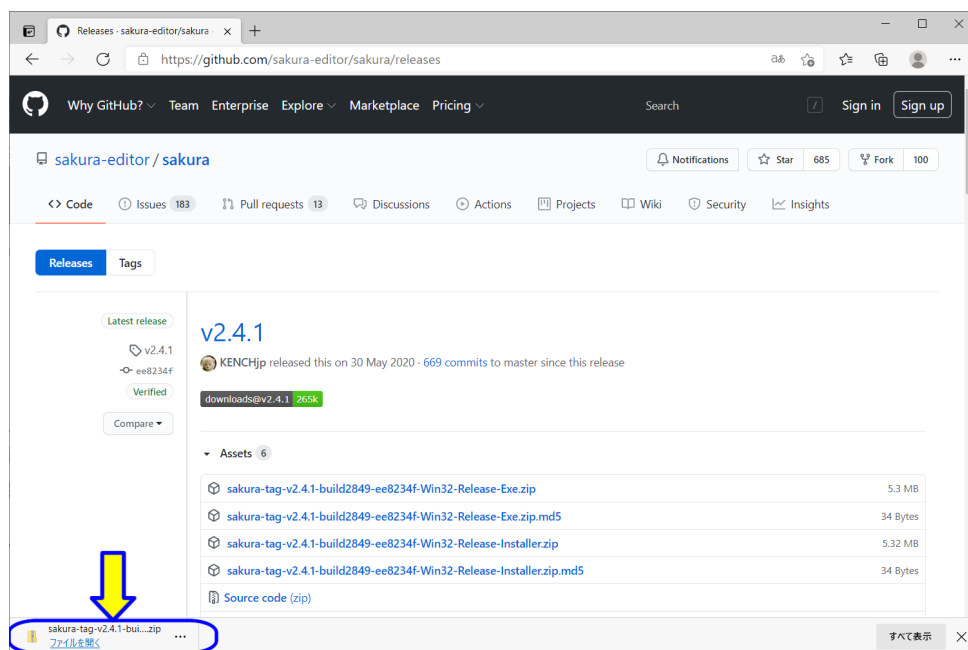 Releases · sakura-editor/sakura ·
https://github.com/sakura-editor/sakura/releases
aあ
Why GitHub? Team Enterprise Explore Marketplace Pricing Search / Sign in Sign up
sakura-editor / sakura Notifications Star 685 Fork 100
<> Code Issues 183 Pull requests 13 Discussions Actions Projects Wiki Security Insights
Releases Tags
Latest release
v2.4.1
ee8234f
Verified
Compare
v2.4.1
KENCHjp released this on 30 May 2020 · 669 commits to master since this release
downloads@v2.4.1 265k
Assets 6
sakura-tag-v2.4.1-build2849-ee8234f-Win32-Release-Exe.zip 5.3 MB
sakura-tag-v2.4.1-build2849-ee8234f-Win32-Release-Exe.zip.md5 34 Bytes
sakura-tag-v2.4.1-build2849-ee8234f-Win32-Release-Installer.zip 5.32 MB
sakura-tag-v2.4.1-build2849-ee8234f-Win32-Release-Installer.zip.md5 34 Bytes
Source code (zip)
sakura-tag-v2.4.1-bui....zip
ファイルを開く
すべて表示